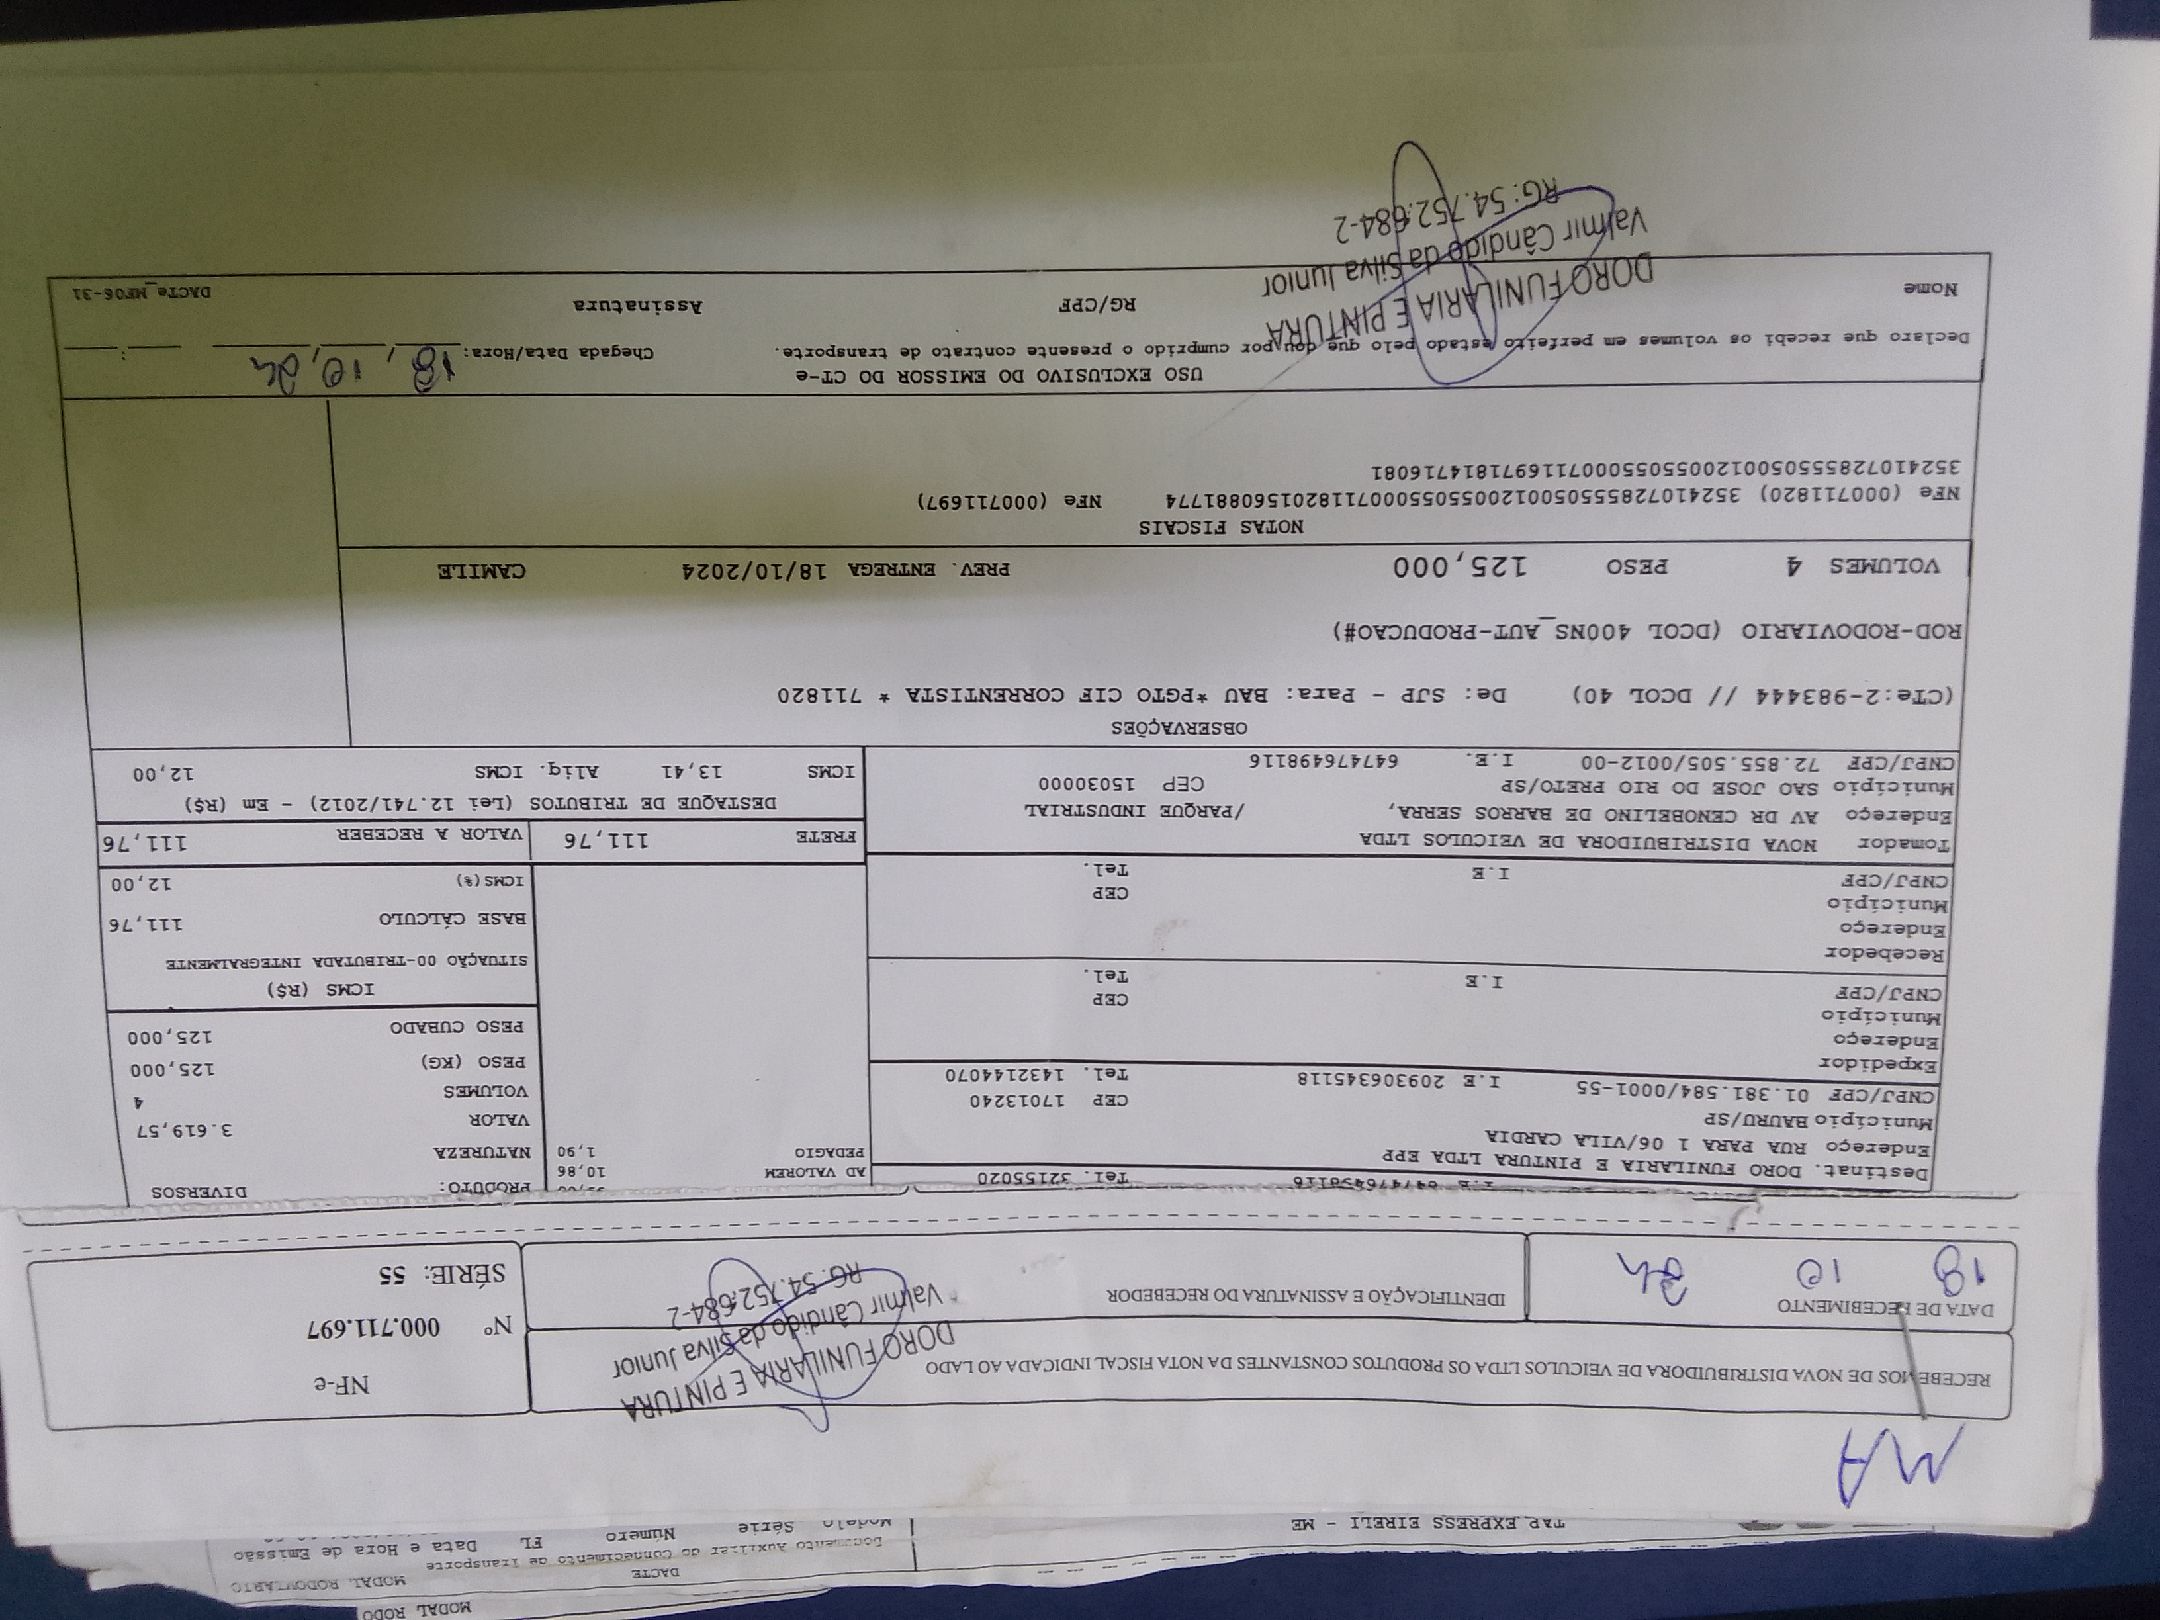 MODAL RODO
DACTE
MODAL RODOVIARIO
Documento Auxiliar do Conhecimento de Transporte
Modelo Série Número FL Data e Hora de Emissão
TAP EXPRESS EIRELI - ME
MA
RECEBEMOS DE NOVA DISTRIBUIDORA DE VEICULOS LTDA OS PRODUTOS CONSTANTES DA NOTA FISCAL INDICADA AO LADO
NF-e
Nº 000.711.697
SÉRIE: 55
DATA DE RECEBIMENTO
18 10 24
IDENTIFICAÇÃO E ASSINATURA DO RECEBEDOR
DORO FUNILARIA E PINTURA
Valmir Cândido da Silva Junior
RG: 54.752.684-2
I.E 647476498116 Tel. 32155020
Destinat. DORO FUNILARIA E PINTURA LTDA EPP
Endereço RUA PARA 1 06/VILA CARDIA
Município BAURU/SP CEP 17013240
CNPJ/CPF 01.381.584/0001-55 I.E 209306345118 Tel. 1432144070
Expedidor
Endereço
Município CEP
CNPJ/CPF I.E Tel.
Recebedor
Endereço
Município CEP
CNPJ/CPF I.E Tel.
Tomador NOVA DISTRIBUIDORA DE VEICULOS LTDA
Endereço AV DR CENOBELINO DE BARROS SERRA, /PARQUE INDUSTRIAL
Município SAO JOSE DO RIO PRETO/SP CEP 15030000
CNPJ/CPF 72.855.505/0012-00 I.E. 647476498116
AD VALOREM 10,86
PEDAGIO 1,90
PRODUTO: DIVERSOS
NATUREZA
VALOR 3.619,57
VOLUMES 4
PESO (KG) 125,000
PESO CUBADO 125,000
ICMS (R$)
SITUAÇÃO 00-TRIBUTADA INTEGRALMENTE
BASE CÁLCULO 111,76
ICMS(%) 12,00
FRETE 111,76 VALOR A RECEBER 111,76
DESTAQUE DE TRIBUTOS (Lei 12.741/2012) - Em (R$)
ICMS 13,41 Aliq. ICMS 12,00
OBSERVAÇÕES
(CTe:2-983444 // DCOL 40) De: SJP - Para: BAU *PGTO CIF CORRENTISTA * 711820
ROD-RODOVIARIO (DCOL 400NS_AUT-PRODUCAO#)
VOLUMES 4 PESO 125,000 PREV. ENTREGA 18/10/2024 CAMILE
NOTAS FISCAIS
NFe (000711820) 35241072855505001200550550007118201560881774 NFe (000711697)
35241072855505001200550550007116971814716081
USO EXCLUSIVO DO EMISSOR DO CT-e
Declaro que recebi os volumes em perfeito estado pelo que dou por cumprido o presente contrato de transporte.
Chegada Data/Hora: 18, 10, 24 __:__
Nome RG/CPF Assinatura
DACTe_MF06-31
DORO FUNILARIA E PINTURA
Valmir Cândido da Silva Junior
RG: 54.752.684-2